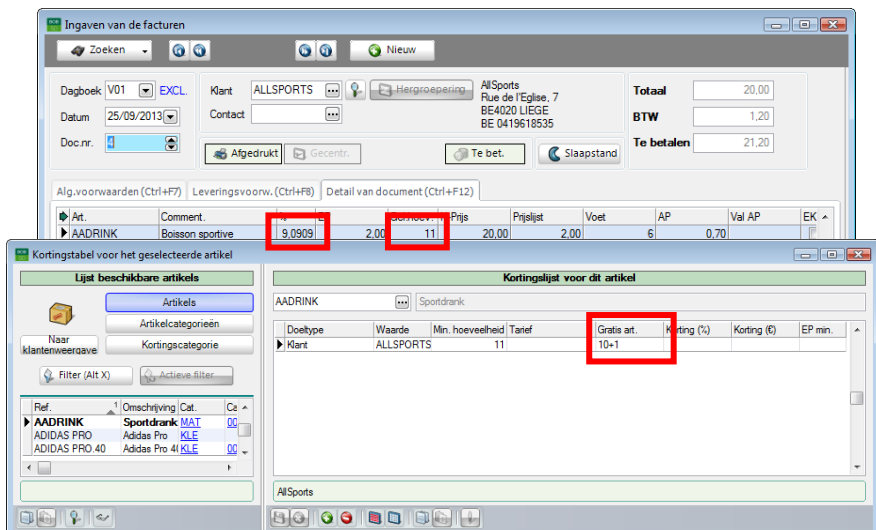 Ingaven van de facturen
Zoeken Nieuw
Dagboek V01 EXCL. Klant ALLSPORTS Hergroepering AllSports Totaal 20,00
Rue de l'Eglise, 7
Datum 25/09/2013 Contact BE4020 LIEGE BTW 1,20
BE 0419618535
Doc.nr. 4 Te betalen 21,20
Afgedrukt Gecentr. Te bet. Slaapstand
Alg.voorwaarden (Ctrl+F7) Leveringsvoorw. (Ctrl+F8) Detail van document (Ctrl+F12)
Art. Comment. Prijslijst Voet AP Val AP EK
AADRINK Boisson sportive 9,0909 2,00 11 20,00 2,00 6 0,70
Kortingstabel voor het geselecteerde artikel
Lijst beschikbare artikels
Artikels
Artikelcategorieën
Naar klantenweergave
Kortingscategorie
Filter (Alt X) Actieve filter
Ref. 1 Omschrijving Cat. Ca
AADRINK Sportdrank MAT 00
ADIDAS PRO Adidas Pro KLE
ADIDAS PRO.40 Adidas Pro 4( KLE 00
Kortingslijst voor dit artikel
AADRINK Sportdrank
Doeltype Waarde Min. hoeveelheid Tarief Gratis art. Korting (%) Korting (€) EP min.
Klant ALLSPORTS 11 10+1
AllSports